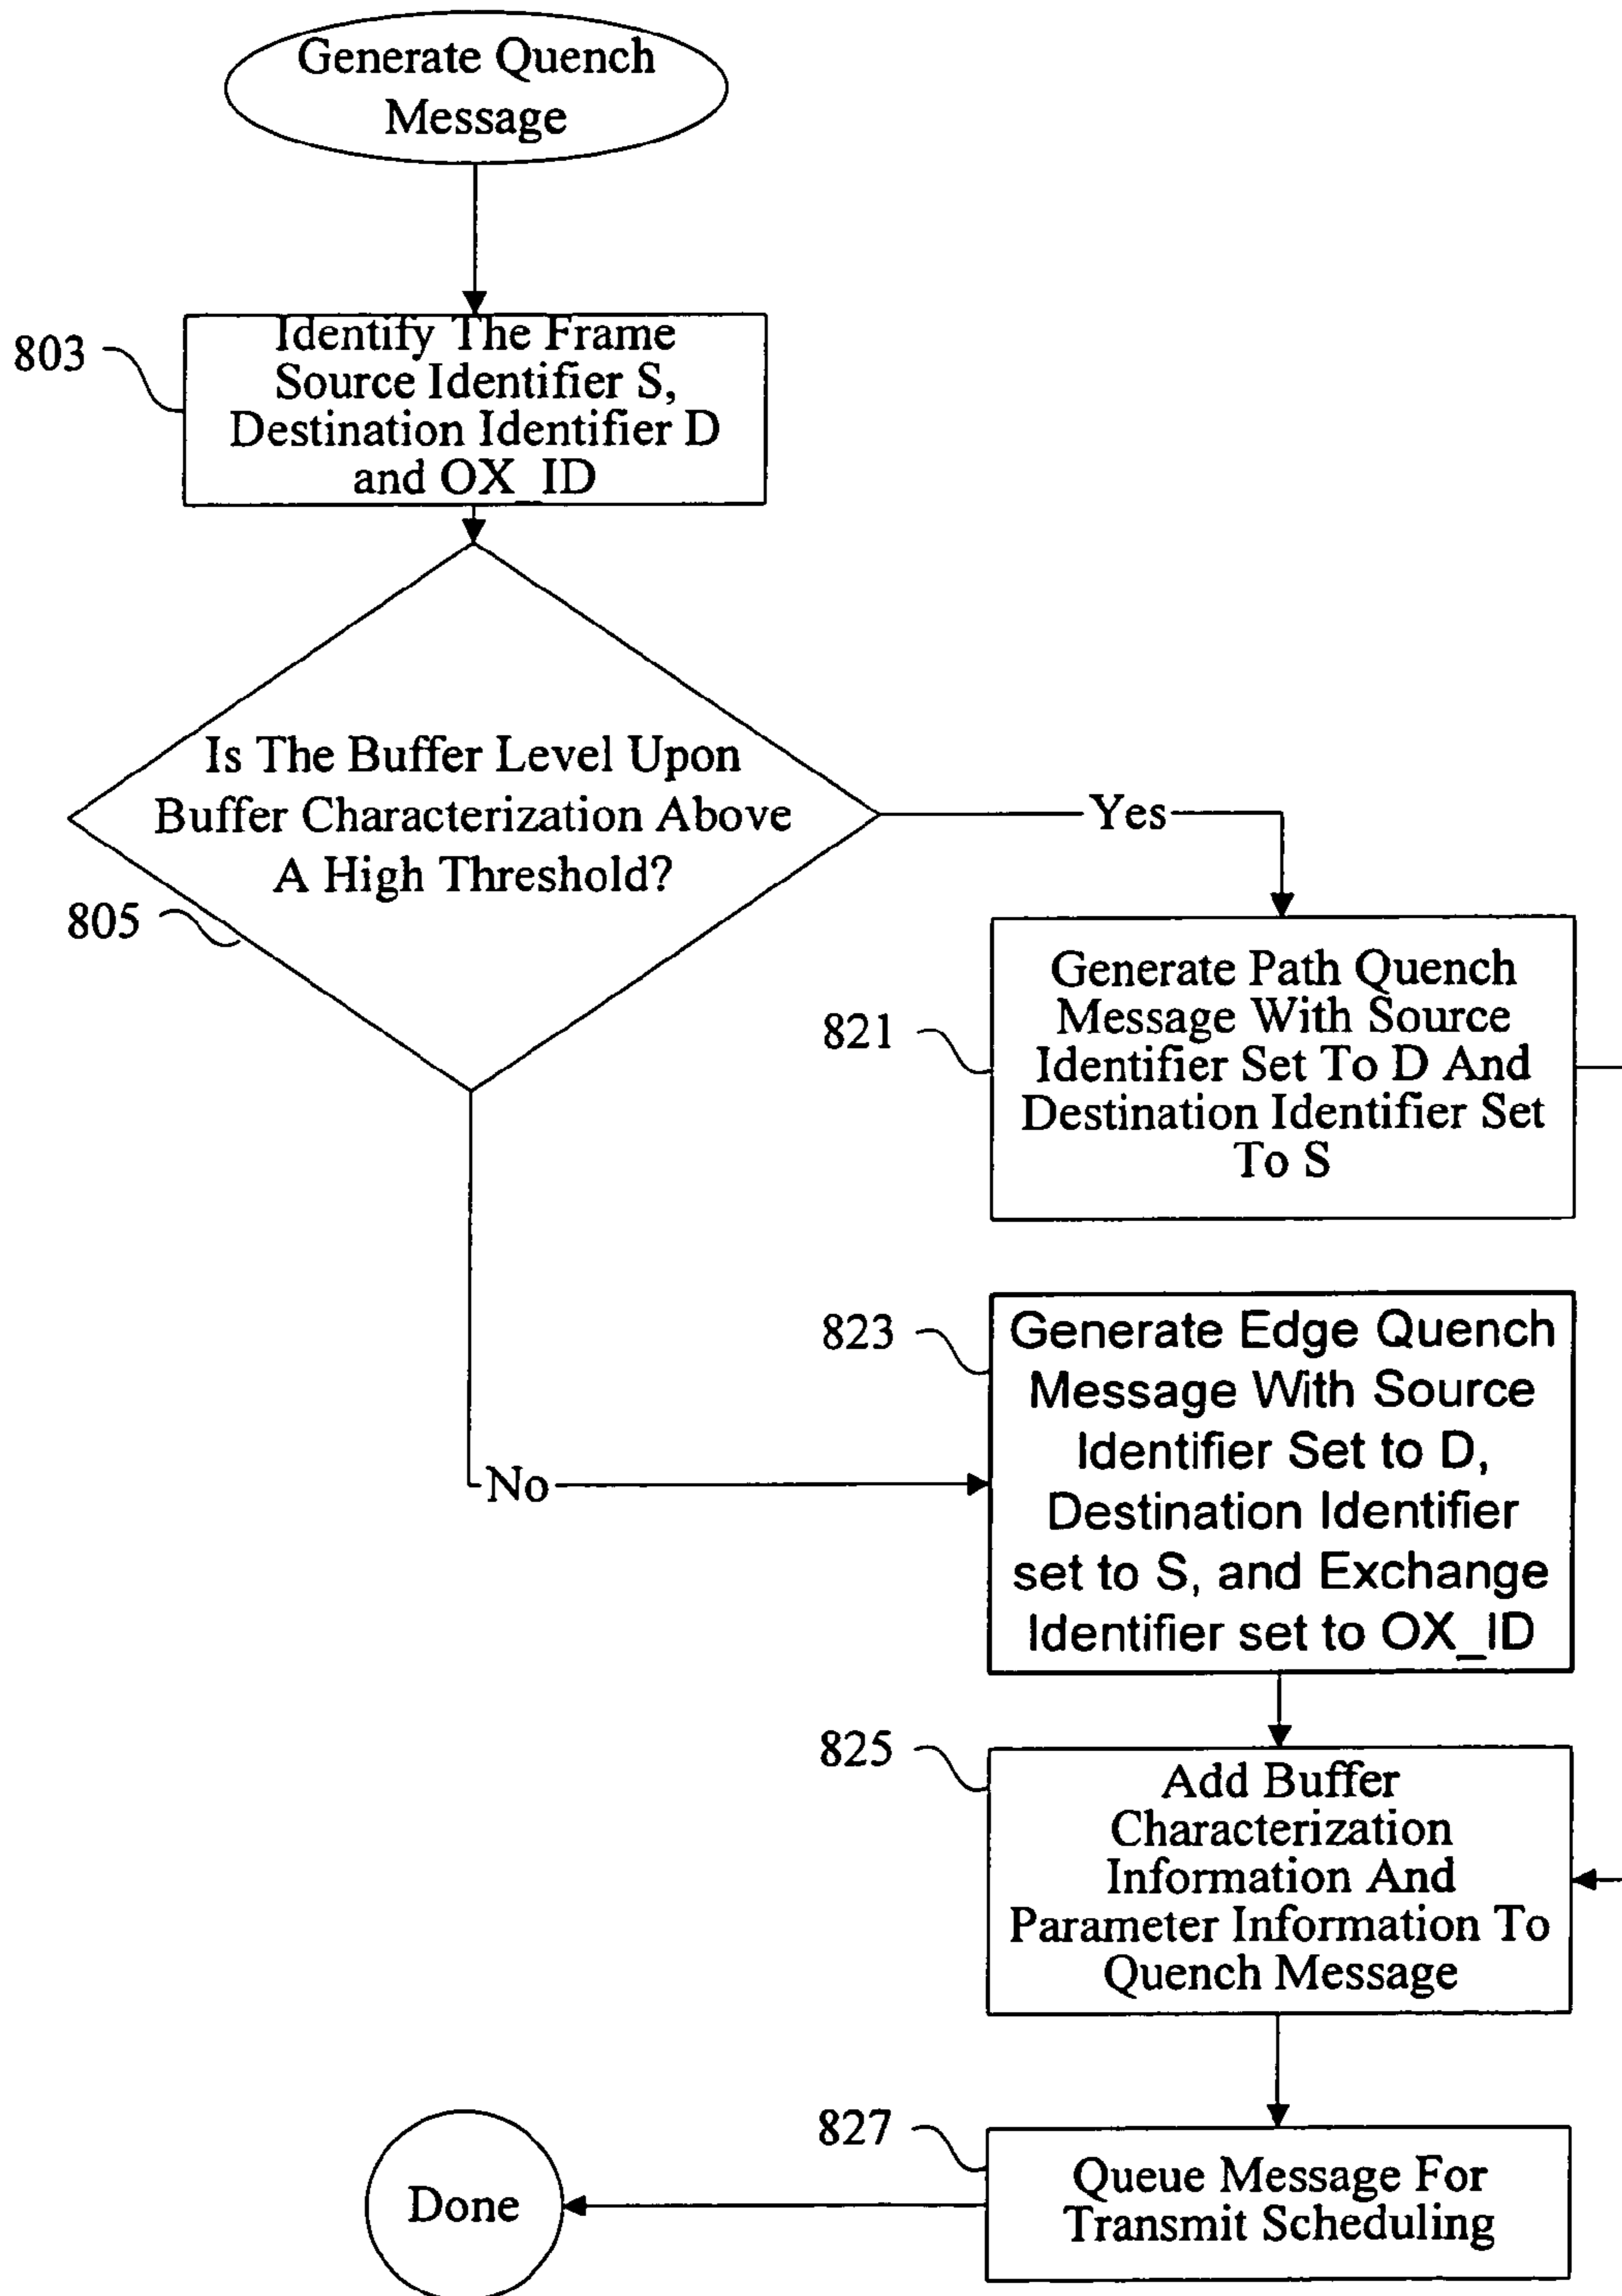 Generate Quench
Message
803
Identify The Frame
Source Identifier S,
Destination Identifier D
and OX_ID
Is The Buffer Level Upon
Buffer Characterization Above
A High Threshold?
805
Yes
821
Generate Path Quench
Message With Source
Identifier Set To D And
Destination Identifier Set
To S
823
Generate Edge Quench
Message With Source
Identifier Set to D,
Destination Identifier
set to S, and Exchange
Identifier set to OX_ID
No
825
Add Buffer
Characterization
Information And
Parameter Information To
Quench Message
827
Queue Message For
Transmit Scheduling
Done